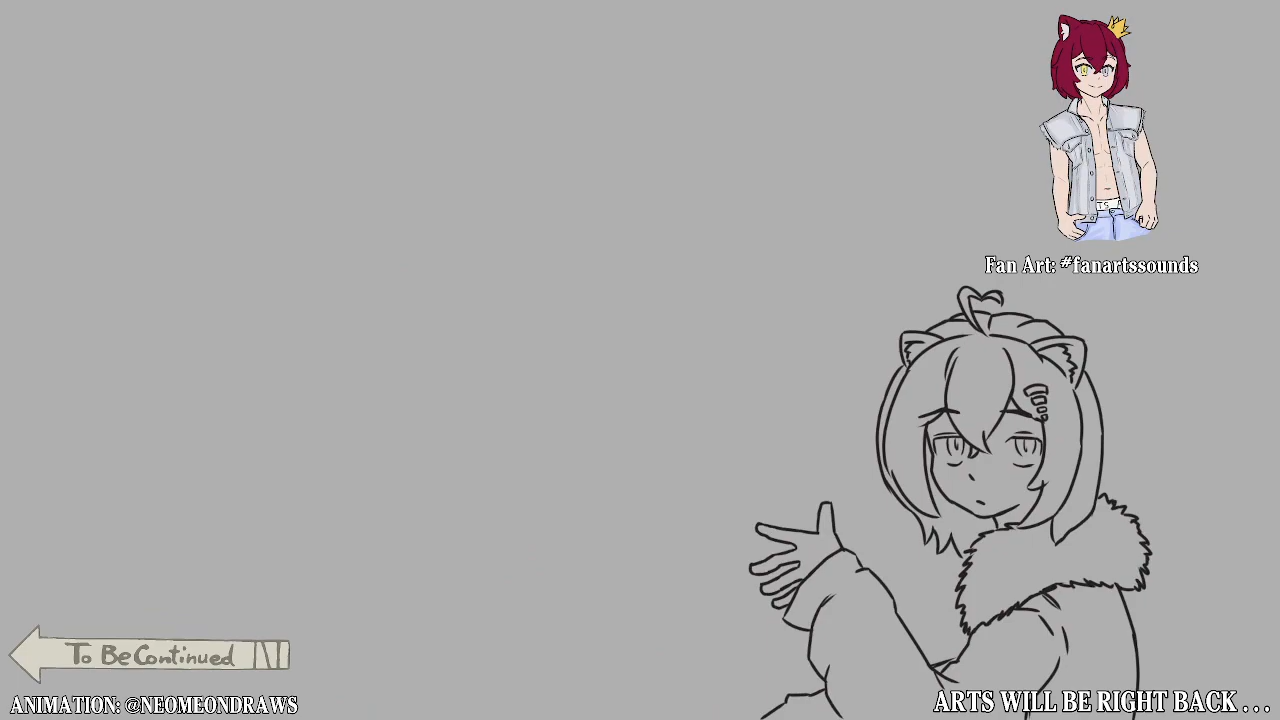 Fan Art: #fanartssounds
To Be Continued
ANIMATION: @NEOMEONDRAWS
ARTS WILL BE RIGHT BACK . . .